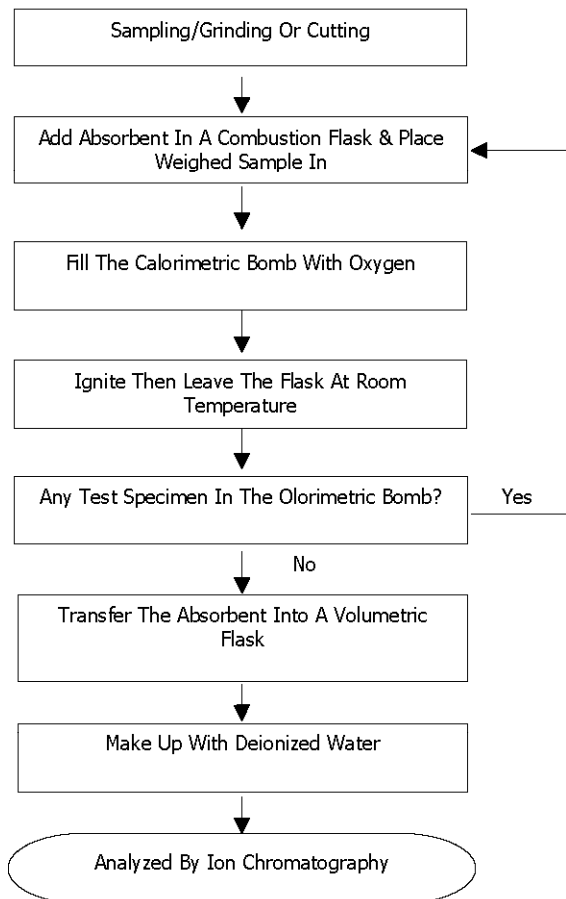 Sampling/Grinding Or Cutting
Add Absorbent In A Combustion Flask & Place
Weighed Sample In
Fill The Calorimetric Bomb With Oxygen
Ignite Then Leave The Flask At Room
Temperature
Any Test Specimen In The Olorimetric Bomb?
Yes
No
Transfer The Absorbent Into A Volumetric
Flask
Make Up With Deionized Water
Analyzed By Ion Chromatography